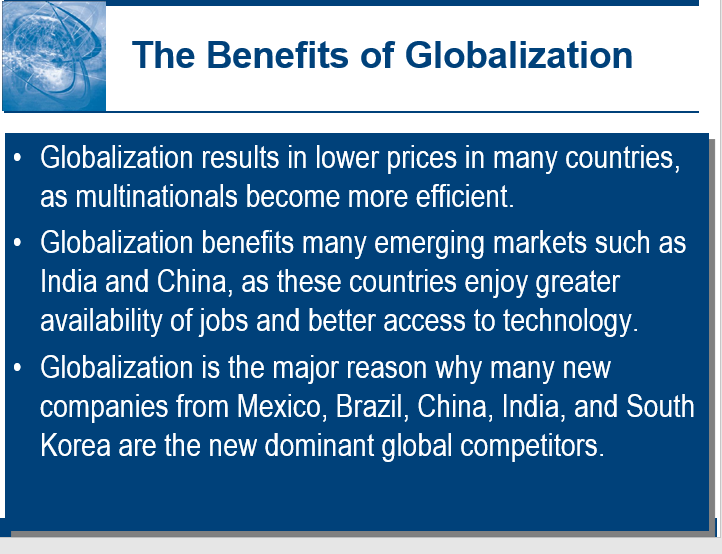 The Benefits of Globalization
• Globalization results in lower prices in many countries,
as multinationals become more efficient.
• Globalization benefits many emerging markets such as
India and China, as these countries enjoy greater
availability of jobs and better access to technology.
• Globalization is the major reason why many new
companies from Mexico, Brazil, China, India, and South
Korea are the new dominant global competitors.